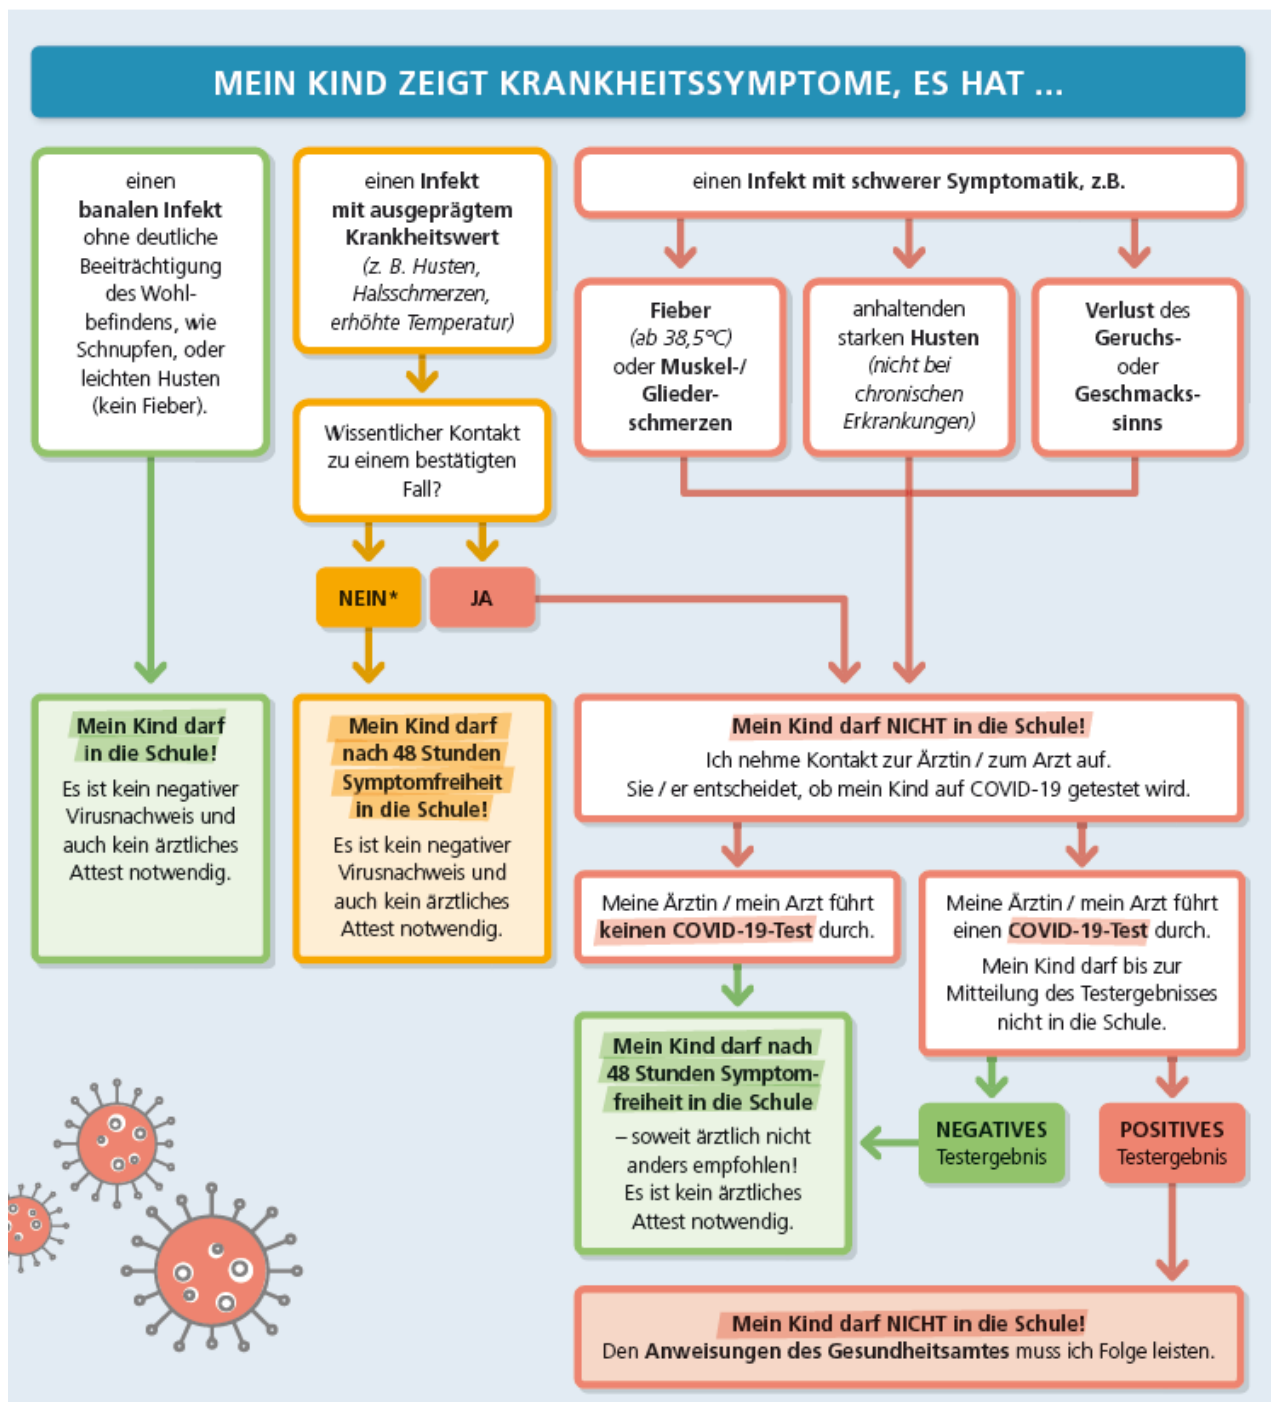 MEIN KIND ZEIGT KRANKHEITSSYMPTOME, ES HAT ...
einen
banalen Infekt
ohne deutliche
Beeiträchtigung
des Wohl-
befindens, wie
Schnupfen, oder
leichten Husten
(kein Fieber).
einen Infekt
mit ausgeprägtem
Krankheitswert
(z. B. Husten,
Halsschmerzen,
erhöhte Temperatur)
einen Infekt mit schwerer Symptomatik, z.B.
Fieber
(ab 38,5°C)
oder Muskel-/
Glieder-
schmerzen
anhaltenden
starken Husten
(nicht bei
chronischen
Erkrankungen)
Verlust des
Geruchs-
oder
Geschmacks-
sinns
Wissentlicher Kontakt
zu einem bestätigten
Fall?
NEIN*
JA
Mein Kind darf
in die Schule!
Es ist kein negativer
Virusnachweis und
auch kein ärztliches
Attest notwendig.
Mein Kind darf
nach 48 Stunden
Symptomfreiheit
in die Schule!
Es ist kein negativer
Virusnachweis und
auch kein ärztliches
Attest notwendig.
Mein Kind darf NICHT in die Schule!
Ich nehme Kontakt zur Ärztin / zum Arzt auf.
Sie / er entscheidet, ob mein Kind auf COVID-19 getestet wird.
Meine Ärztin / mein Arzt führt
keinen COVID-19-Test durch.
Meine Ärztin / mein Arzt führt
einen COVID-19-Test durch.
Mein Kind darf bis zur
Mitteilung des Testergebnisses
nicht in die Schule.
Mein Kind darf nach
48 Stunden Symptom-
freiheit in die Schule
– soweit ärztlich nicht
anders empfohlen!
Es ist kein ärztliches
Attest notwendig.
NEGATIVES
Testergebnis
POSITIVES
Testergebnis
Mein Kind darf NICHT in die Schule!
Den Anweisungen des Gesundheitsamtes muss ich Folge leisten.